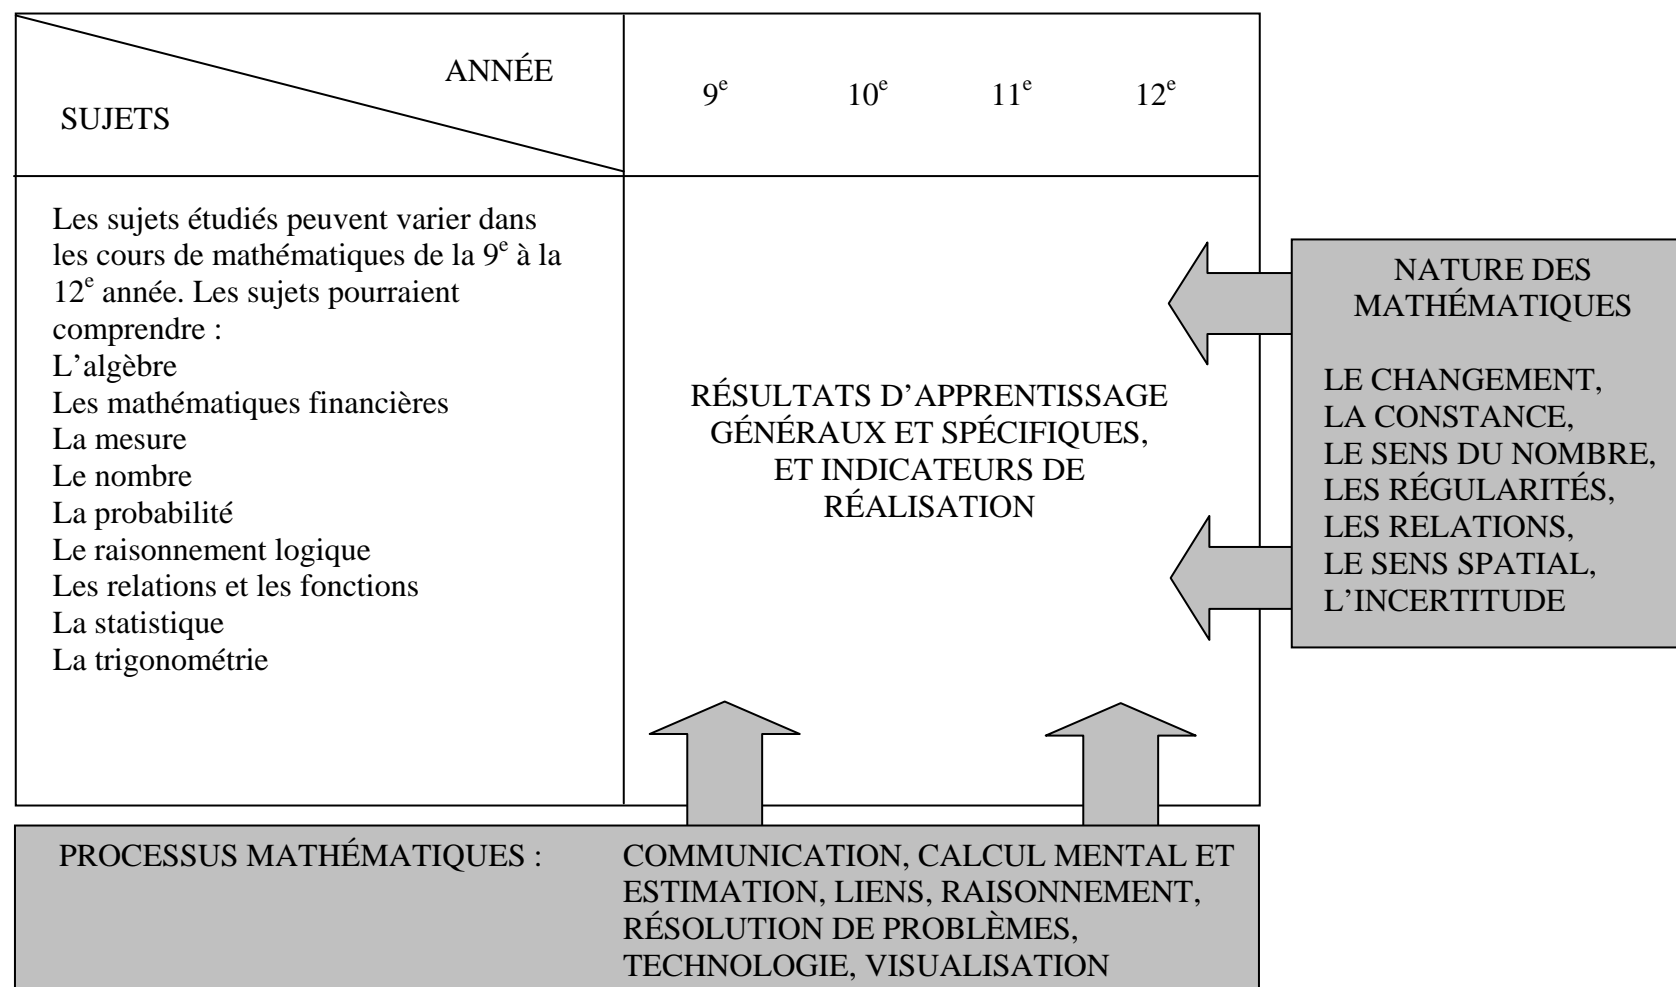 ANNÉE
SUJETS
9e 10e 11e 12e
Les sujets étudiés peuvent varier dans
les cours de mathématiques de la 9e à la
12e année. Les sujets pourraient
comprendre :
L’algèbre
Les mathématiques financières
La mesure
Le nombre
La probabilité
Le raisonnement logique
Les relations et les fonctions
La statistique
La trigonométrie
RÉSULTATS D’APPRENTISSAGE
GÉNÉRAUX ET SPÉCIFIQUES,
ET INDICATEURS DE
RÉALISATION
NATURE DES
MATHÉMATIQUES
LE CHANGEMENT,
LA CONSTANCE,
LE SENS DU NOMBRE,
LES RÉGULARITÉS,
LES RELATIONS,
LE SENS SPATIAL,
L’INCERTITUDE
PROCESSUS MATHÉMATIQUES : COMMUNICATION, CALCUL MENTAL ET
ESTIMATION, LIENS, RAISONNEMENT,
RÉSOLUTION DE PROBLÈMES,
TECHNOLOGIE, VISUALISATION